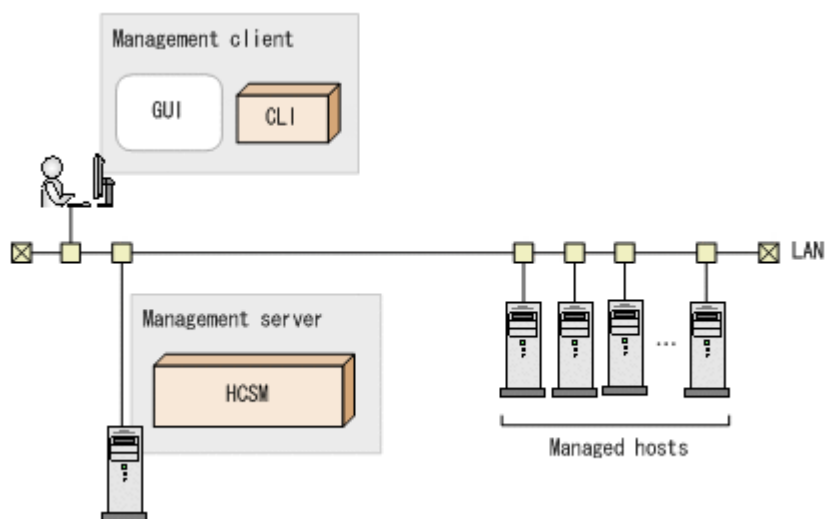 Management client
GUI
CLI
LAN
Management server
HCSM
...
Managed hosts